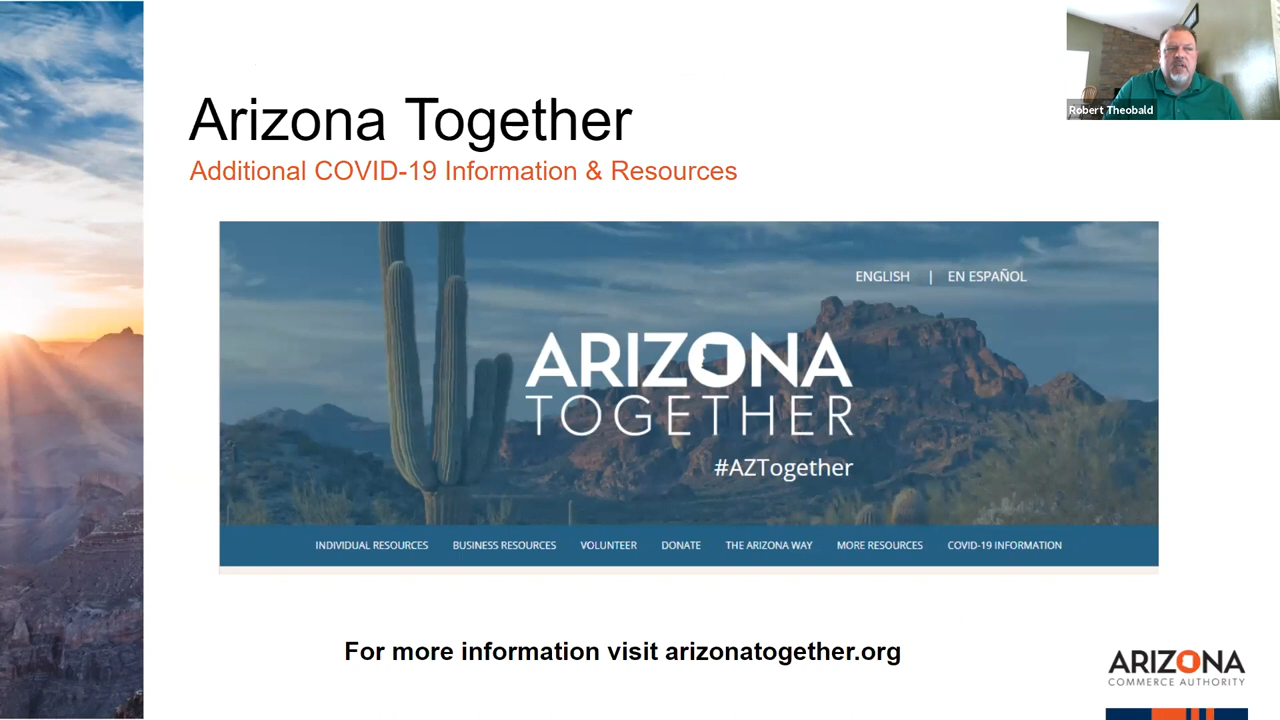 Arizona Together
Additional COVID-19 Information & Resources
Robert Theobald
ENGLISH | EN ESPAÑOL
ARIZONA
TOGETHER
#AZTogether
INDIVIDUAL RESOURCES BUSINESS RESOURCES VOLUNTEER DONATE THE ARIZONA WAY MORE RESOURCES COVID-19 INFORMATION
For more information visit arizonatogether.org
ARIZONA
COMMERCE AUTHORITY